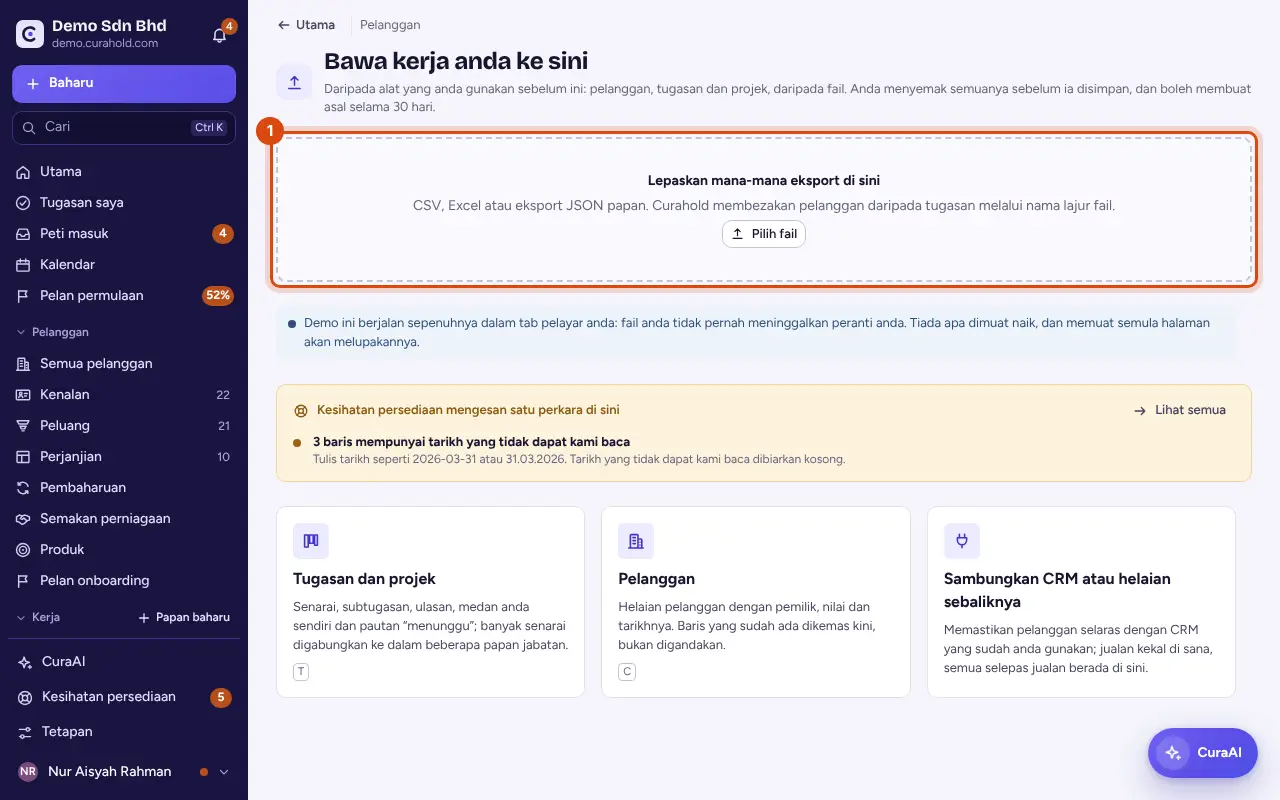 Demo Sdn Bhd
demo.curahold.com
4
Baharu
Cari
Ctrl K
Utama
Tugasan saya
Peti masuk
4
Kalendar
Pelan permulaan
52%
Pelanggan
Semua pelanggan
Kenalan
22
Peluang
21
Perjanjian
10
Pembaharuan
Semakan perniagaan
Produk
Pelan onboarding
Kerja
Papan baharu
CuraAI
Kesihatan persediaan
5
Tetapan
NR
Nur Aisyah Rahman
Utama
Pelanggan
Bawa kerja anda ke sini
Daripada alat yang anda gunakan sebelum ini: pelanggan, tugasan dan projek, daripada fail. Anda menyemak semuanya sebelum ia disimpan, dan boleh membuat
asal selama 30 hari.
1
Lepaskan mana-mana eksport di sini
CSV, Excel atau eksport JSON papan. Curahold membezakan pelanggan daripada tugasan melalui nama lajur fail.
Pilih fail
Demo ini berjalan sepenuhnya dalam tab pelayar anda: fail anda tidak pernah meninggalkan peranti anda. Tiada apa dimuat naik, dan memuat semula halaman
akan melupakannya.
Kesihatan persediaan mengesan satu perkara di sini
Lihat semua
3 baris mempunyai tarikh yang tidak dapat kami baca
Tulis tarikh seperti 2026-03-31 atau 31.03.2026. Tarikh yang tidak dapat kami baca dibiarkan kosong.
Tugasan dan projek
Senarai, subtugasan, ulasan, medan anda
sendiri dan pautan “menunggu”; banyak senarai
digabungkan ke dalam beberapa papan jabatan.
T
Pelanggan
Helaian pelanggan dengan pemilik, nilai dan
tarikhnya. Baris yang sudah ada dikemas kini,
bukan digandakan.
C
Sambungkan CRM atau helaian
sebaliknya
Memastikan pelanggan selaras dengan CRM
yang sudah anda gunakan; jualan kekal di sana,
semua selepas jualan berada di sini.
CuraAI